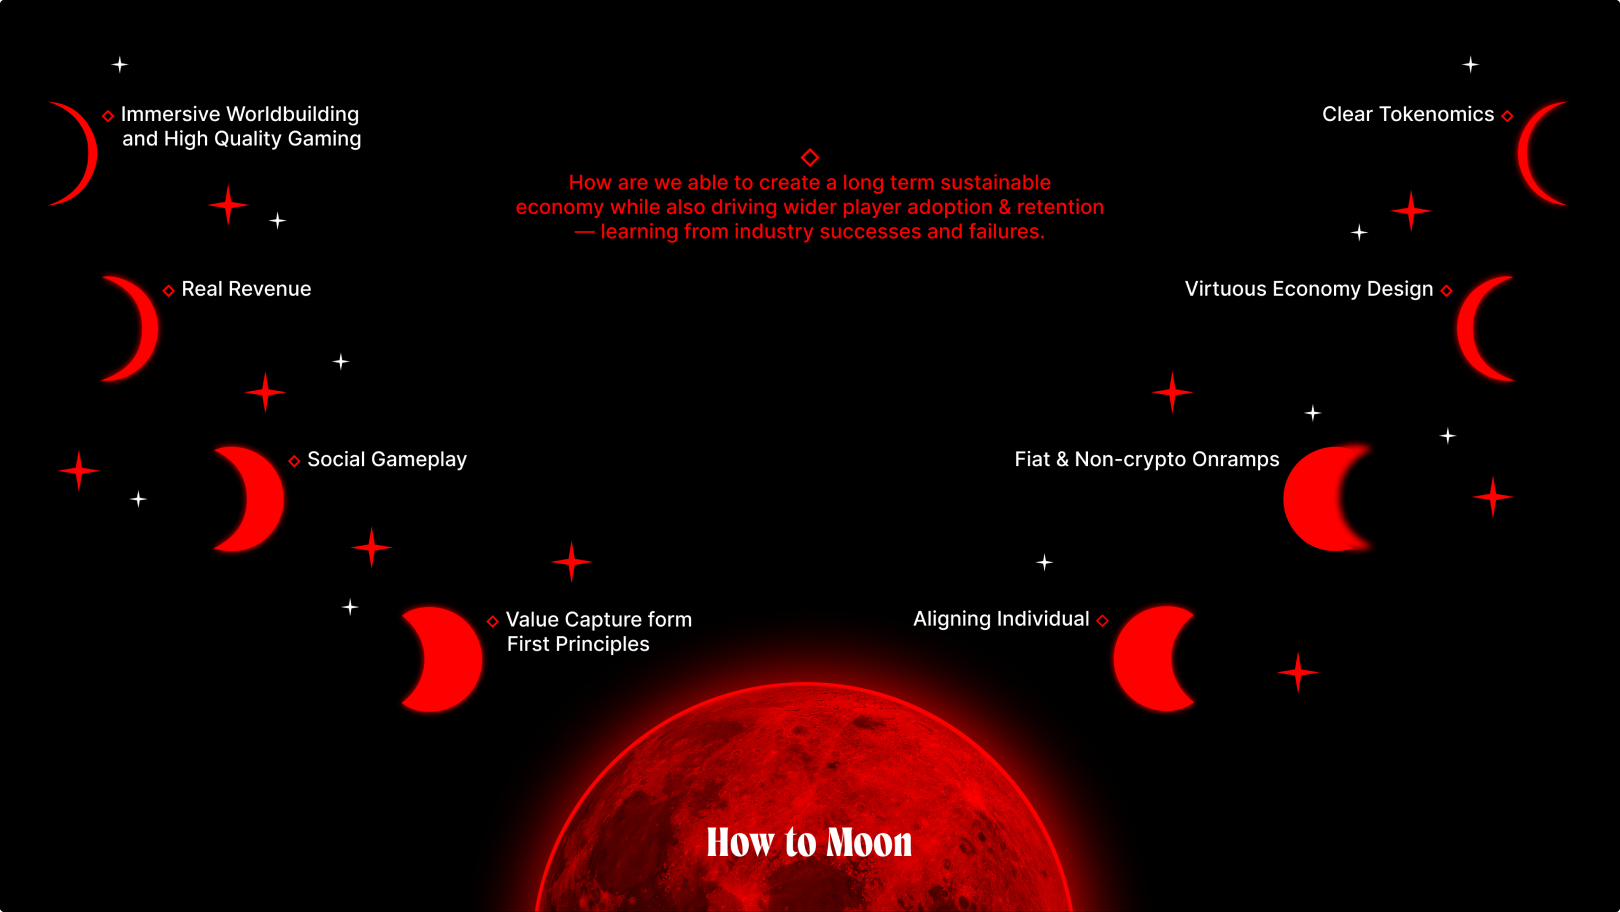 Immersive Worldbuilding
and High Quality Gaming
Real Revenue
Social Gameplay
Value Capture form
First Principles
How are we able to create a long term sustainable
economy while also driving wider player adoption & retention
— learning from industry successes and failures.
Clear Tokenomics
Virtuous Economy Design
Fiat & Non-crypto Onramps
Aligning Individual
How to Moon